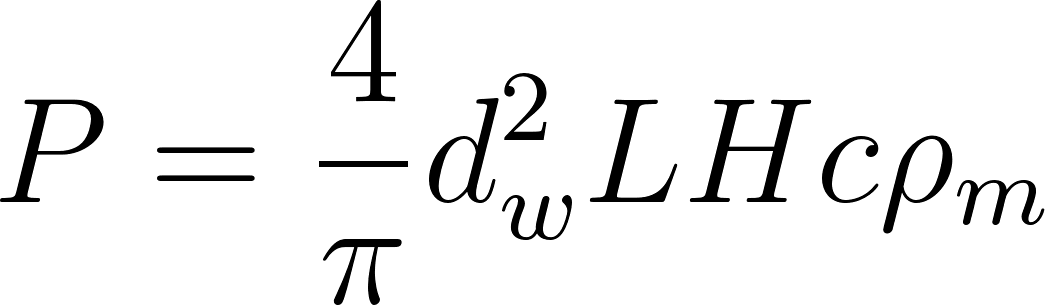 P = \frac{4}{\pi} d_w^2 L H c \rho_m